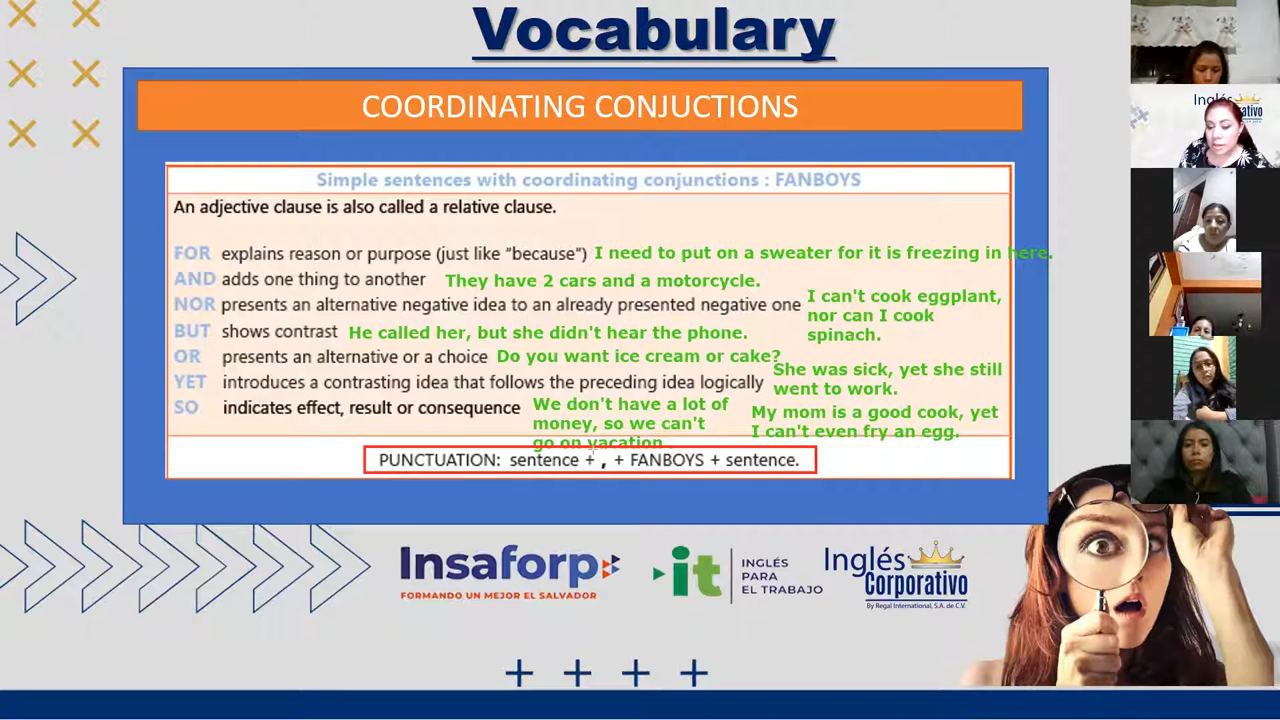 Vocabulary
COORDINATING CONJUCTIONS
Simple sentences with coordinating conjunctions : FANBOYS
An adjective clause is also called a relative clause.
FOR explains reason or purpose (just like "because") I need to put on a sweater for it is freezing in here.
AND adds one thing to another They have 2 cars and a motorcycle.
NOR presents an alternative negative idea to an already presented negative one
I can't cook eggplant,
nor can I cook
spinach.
BUT shows contrast He called her, but she didn't hear the phone.
OR presents an alternative or a choice Do you want ice cream or cake?
YET introduces a contrasting idea that follows the preceding idea logically
She was sick, yet she still
went to work.
SO indicates effect, result or consequence
We don't have a lot of
money, so we can't
go on vacation.
My mom is a good cook, yet
I can't even fry an egg.
PUNCTUATION: sentence + , + FANBOYS + sentence.
Insaforp
FORMANDO UN MEJOR EL SALVADOR
it
INGLÉS
PARA
EL TRABAJO
Inglés
Corporativo
By Regal International, S.A. de C.V.
Inglés